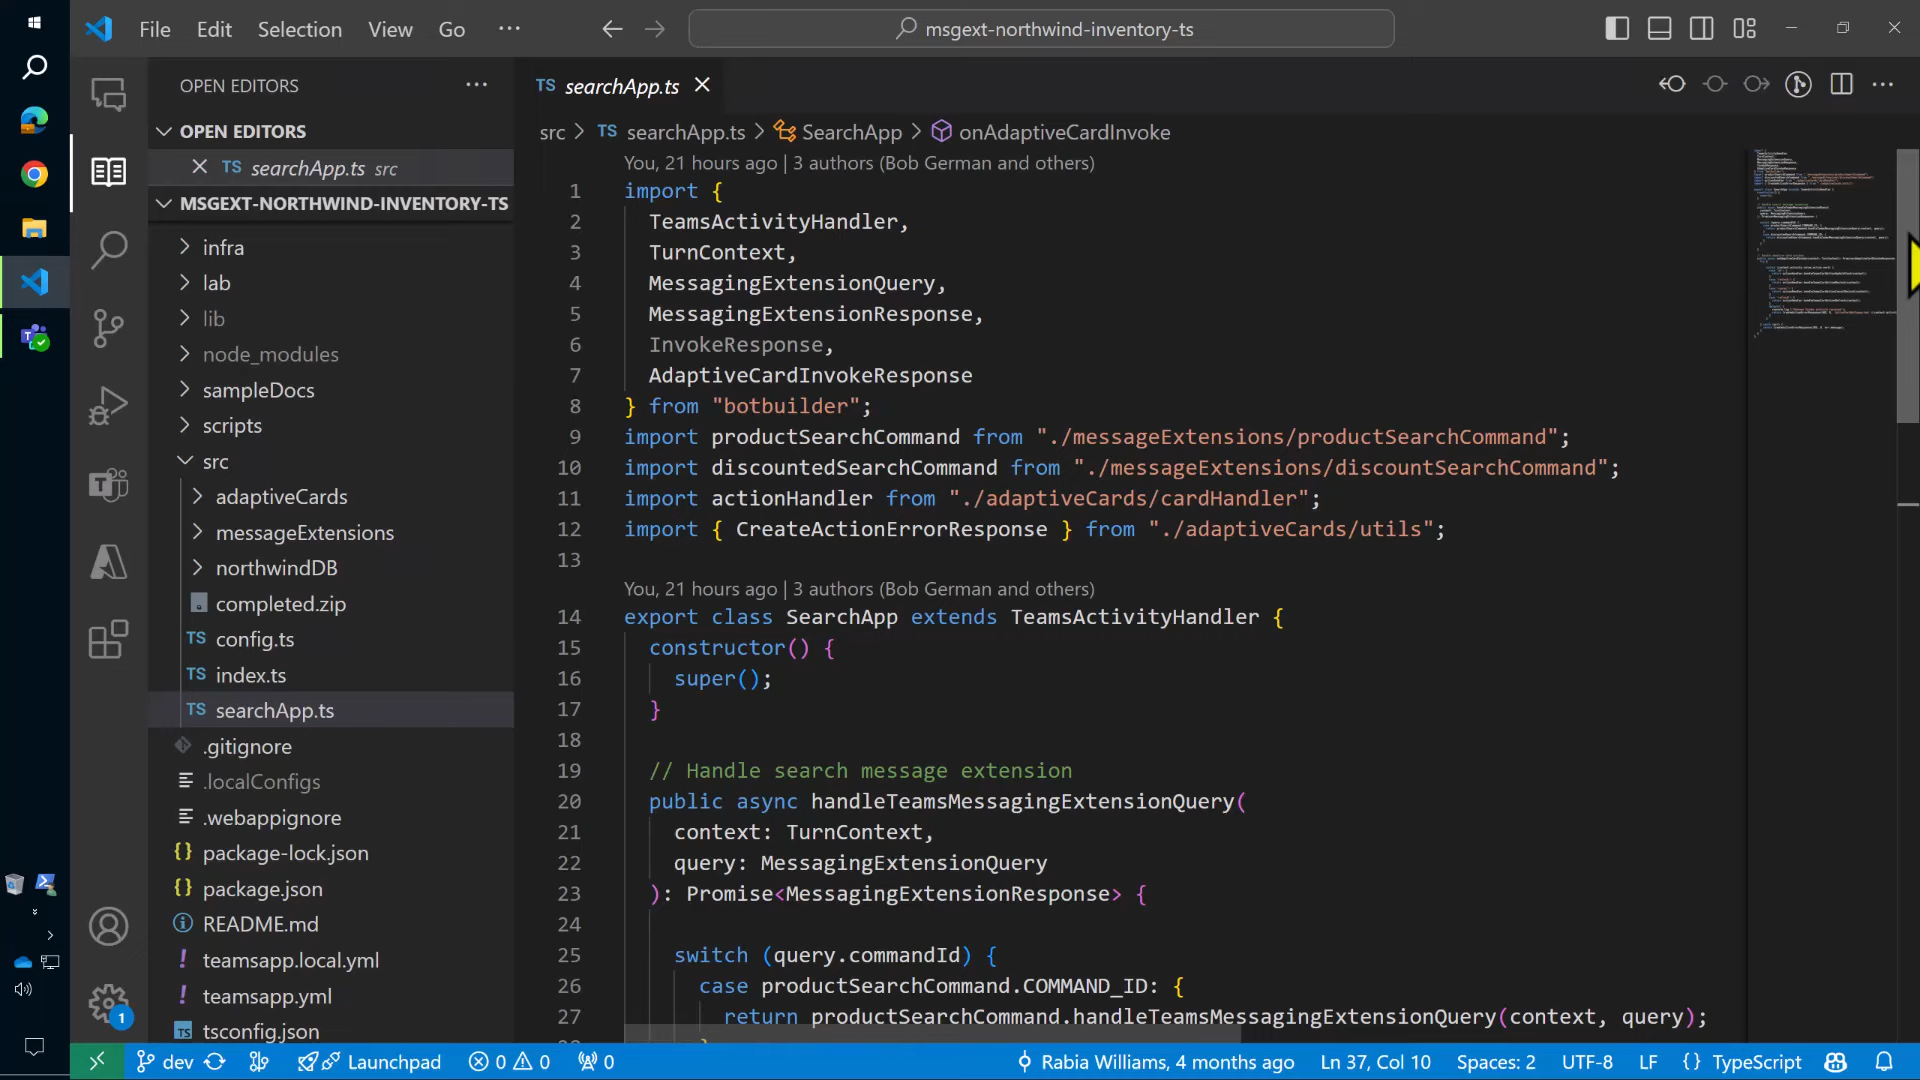 File Edit Selection View Go ··· msgext-northwind-inventory-ts
OPEN EDITORS ···
OPEN EDITORS
TS searchApp.ts src
MSGEXT-NORTHWIND-INVENTORY-TS
infra
lab
lib
node_modules
sampleDocs
scripts
src
adaptiveCards
messageExtensions
northwindDB
completed.zip
TS config.ts
TS index.ts
TS searchApp.ts
.gitignore
.localConfigs
.webappignore
{} package-lock.json
{} package.json
README.md
! teamsapp.local.yml
! teamsapp.yml
TS tsconfig.json
TS searchApp.ts
src > TS searchApp.ts > SearchApp > onAdaptiveCardInvoke
You, 21 hours ago | 3 authors (Bob German and others)
1 import {
2 TeamsActivityHandler,
3 TurnContext,
4 MessagingExtensionQuery,
5 MessagingExtensionResponse,
6 InvokeResponse,
7 AdaptiveCardInvokeResponse
8 } from "botbuilder";
9 import productSearchCommand from "./messageExtensions/productSearchCommand";
10 import discountedSearchCommand from "./messageExtensions/discountSearchCommand";
11 import actionHandler from "./adaptiveCards/cardHandler";
12 import { CreateActionErrorResponse } from "./adaptiveCards/utils";
13
You, 21 hours ago | 3 authors (Bob German and others)
14 export class SearchApp extends TeamsActivityHandler {
15 constructor() {
16 super();
17 }
18
19 // Handle search message extension
20 public async handleTeamsMessagingExtensionQuery(
21 context: TurnContext,
22 query: MessagingExtensionQuery
23 ): Promise<MessagingExtensionResponse> {
24
25 switch (query.commandId) {
26 case productSearchCommand.COMMAND_ID: {
27 return productSearchCommand.handleTeamsMessagingExtensionQuery(context, query);
1
dev Launchpad 0 0 0 Rabia Williams, 4 months ago Ln 37, Col 10 Spaces: 2 UTF-8 LF {} TypeScript